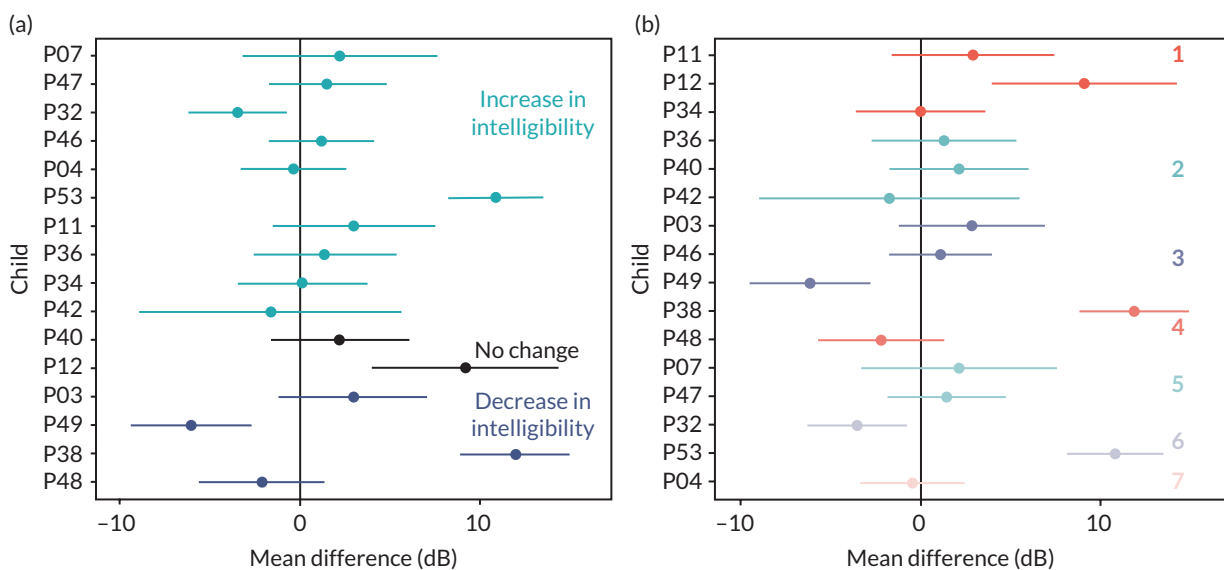 (a)
P07
P47
P32
P46
P04
P53
P11
P36
P34
P42
P40
P12
P03
P49
P38
P48
Child
Increase in
intelligibility
No change
Decrease in
intelligibility
−10
0
10
Mean difference (dB)
(b)
P11
P12
P34
P36
P40
P42
P03
P46
P49
P38
P48
P07
P47
P32
P53
P04
Child
1
2
3
4
5
6
7
−10
0
10
Mean difference (dB)